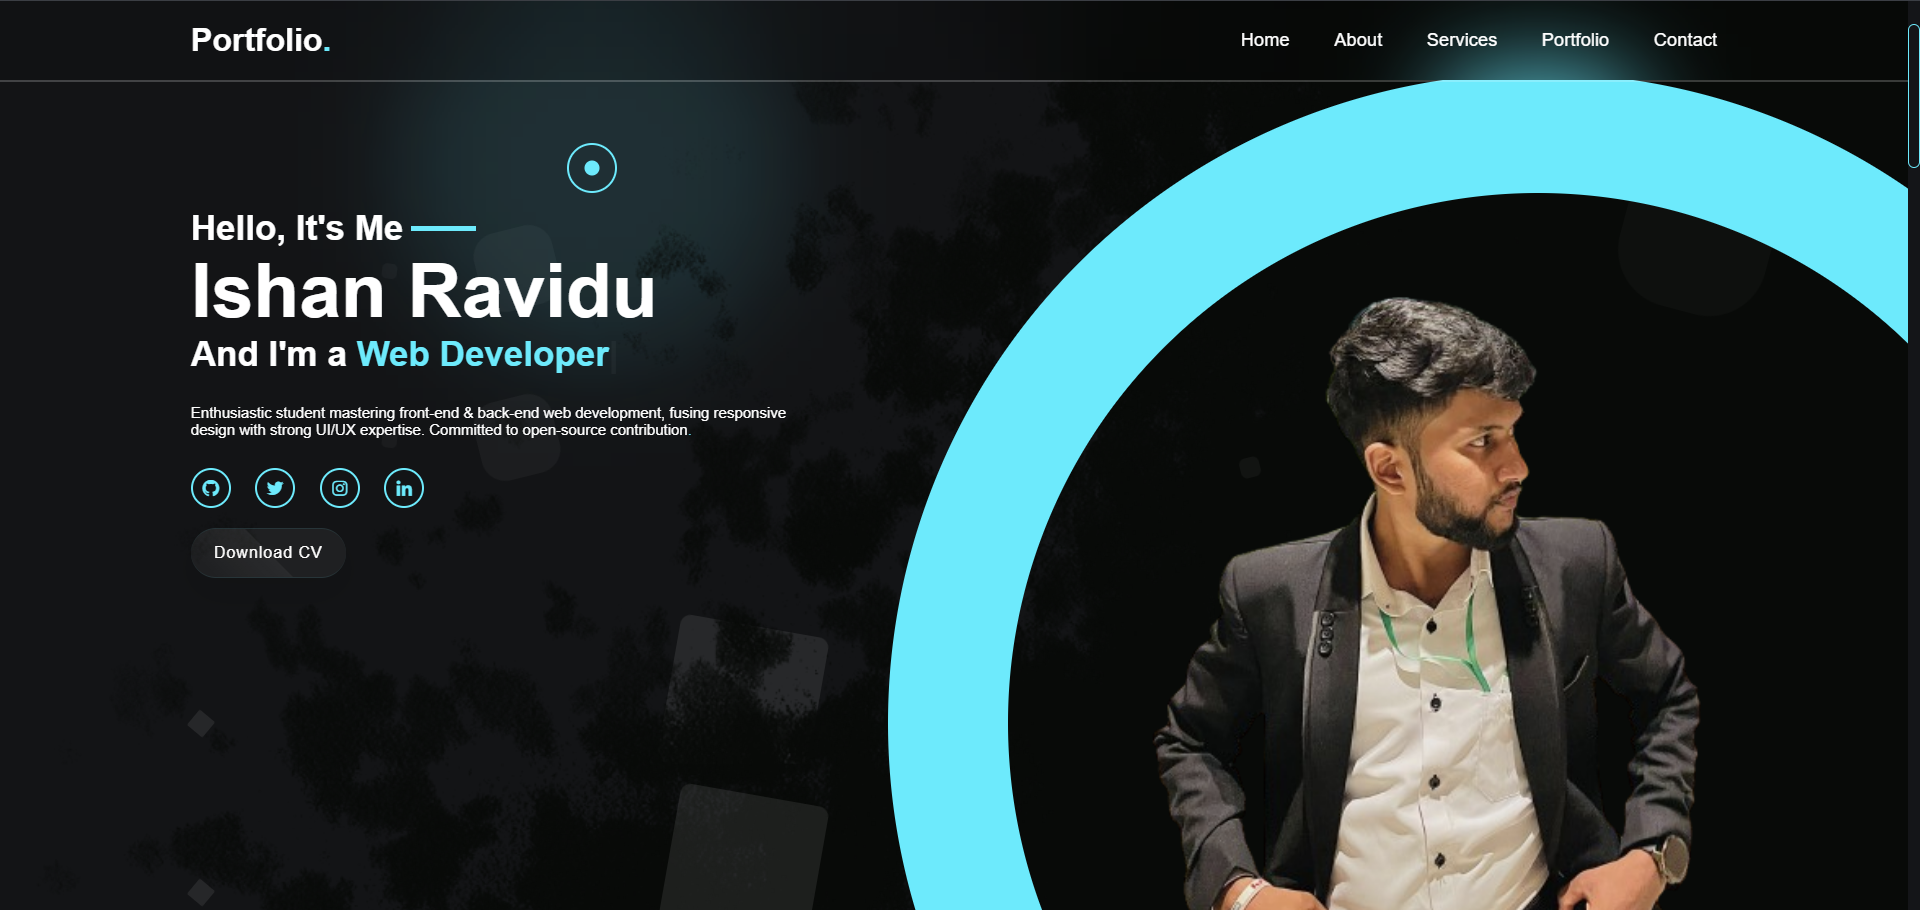 Portfolio.
Home About Services Portfolio Contact
Hello, It's Me
Ishan Ravidu
And I'm a Web Developer
Enthusiastic student mastering front-end & back-end web development, fusing responsive
design with strong UI/UX expertise. Committed to open-source contribution.
in
Download CV